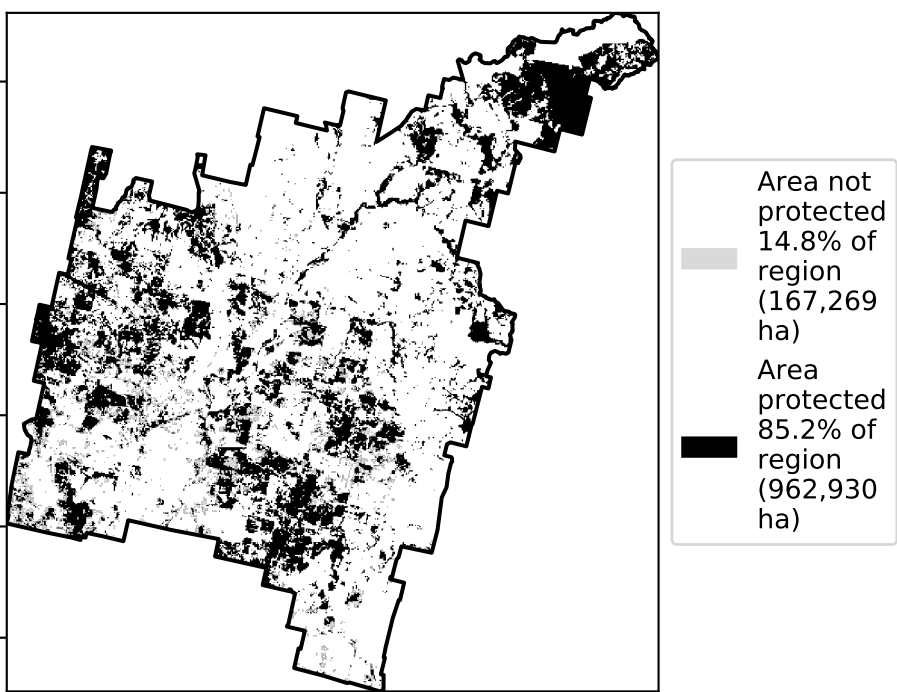 Area not
protected
14.8% of
region
(167,269
ha)
Area
protected
85.2% of
region
(962,930
ha)